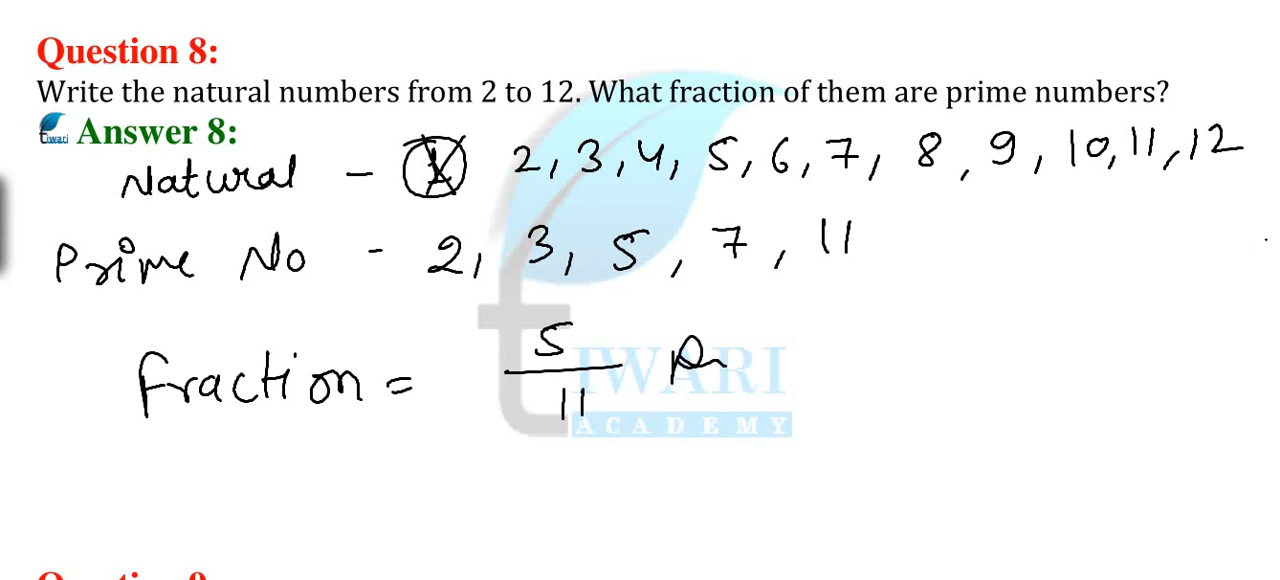 Question 8:
Write the natural numbers from 2 to 12. What fraction of them are prime numbers?
tiwari Answer 8:
Natural - 1 2, 3, 4, 5, 6, 7, 8, 9, 10, 11, 12
Prime No - 2, 3, 5, 7, 11
fraction = 5
11
TIWARI
ACADEMY